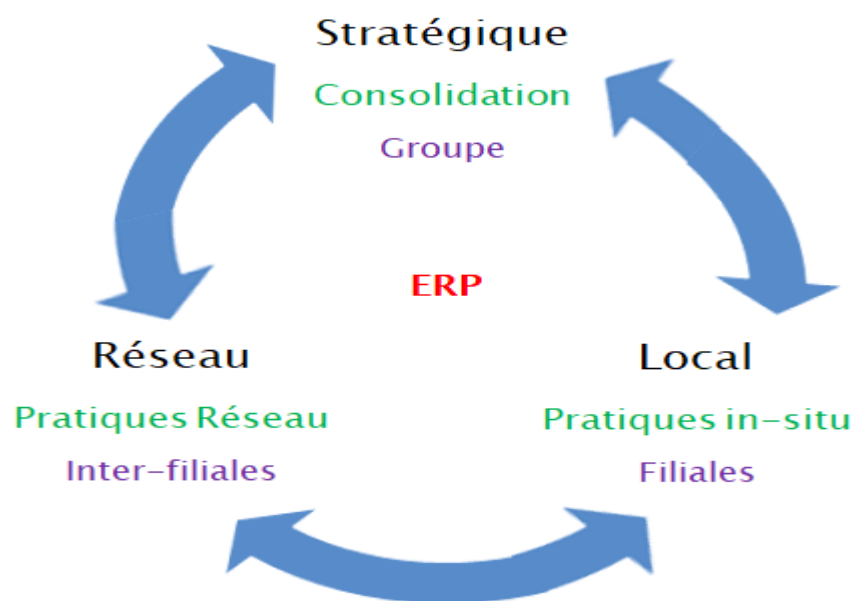 Stratégique
Consolidation
Groupe
ERP
Réseau
Pratiques Réseau
Inter-filiales
Local
Pratiques in-situ
Filiales